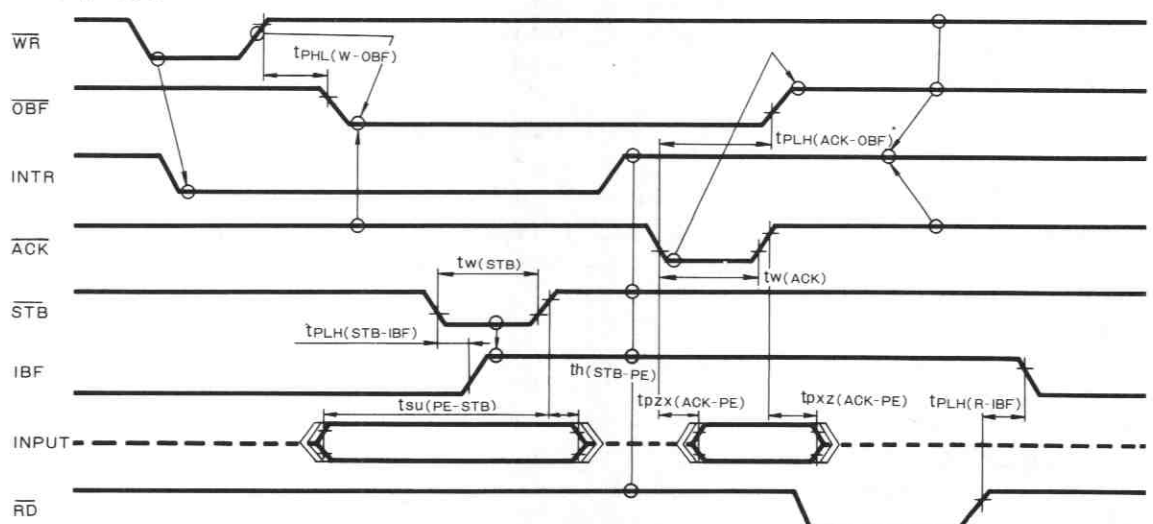 WR
tPHL(W-OBF)
OBF
tPLH(ACK-OBF)
INTR
ACK
tw(STB)
tw(ACK)
STB
tPLH(STB-IBF)
IBF
th(STB-PE)
tsu(PE-STB)
tpzx(ACK-PE)
tpxz(ACK-PE)
tPLH(R-IBF)
INPUT
RD